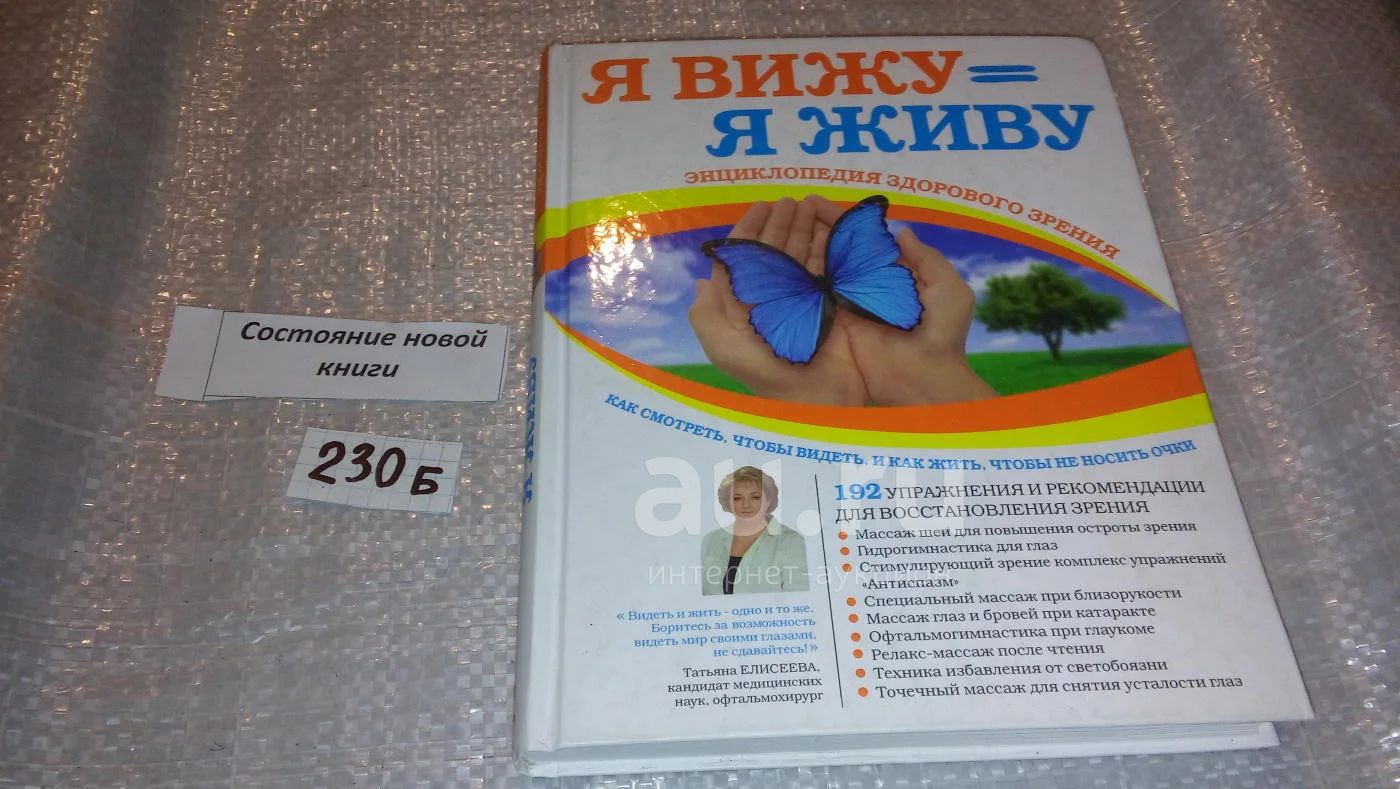 Я ВИЖУ =
Я ЖИВУ
ЭНЦИКЛОПЕДИЯ ЗДОРОВОГО ЗРЕНИЯ
КАК СМОТРЕТЬ, ЧТОБЫ ВИДЕТЬ, И КАК ЖИТЬ, ЧТОБЫ НЕ НОСИТЬ ОЧКИ
«Видеть и жить - одно и то же.
Боритесь за возможность
видеть мир своими глазами,
не сдавайтесь!»
Татьяна ЕЛИСЕЕВА,
кандидат медицинских
наук, офтальмохирург
192 УПРАЖНЕНИЯ И РЕКОМЕНДАЦИИ
ДЛЯ ВОССТАНОВЛЕНИЯ ЗРЕНИЯ
Массаж шеи для повышения остроты зрения
Гидрогимнастика для глаз
Стимулирующий зрение комплекс упражнений
«Антиспазм»
Специальный массаж при близорукости
Массаж глаз и бровей при катаракте
Офтальмогимнастика при глаукоме
Релакс-массаж после чтения
Техника избавления от светобоязни
Точечный массаж для снятия усталости глаз
Состояние новой
книги
230 Б
au.ru
интернет-аукцион